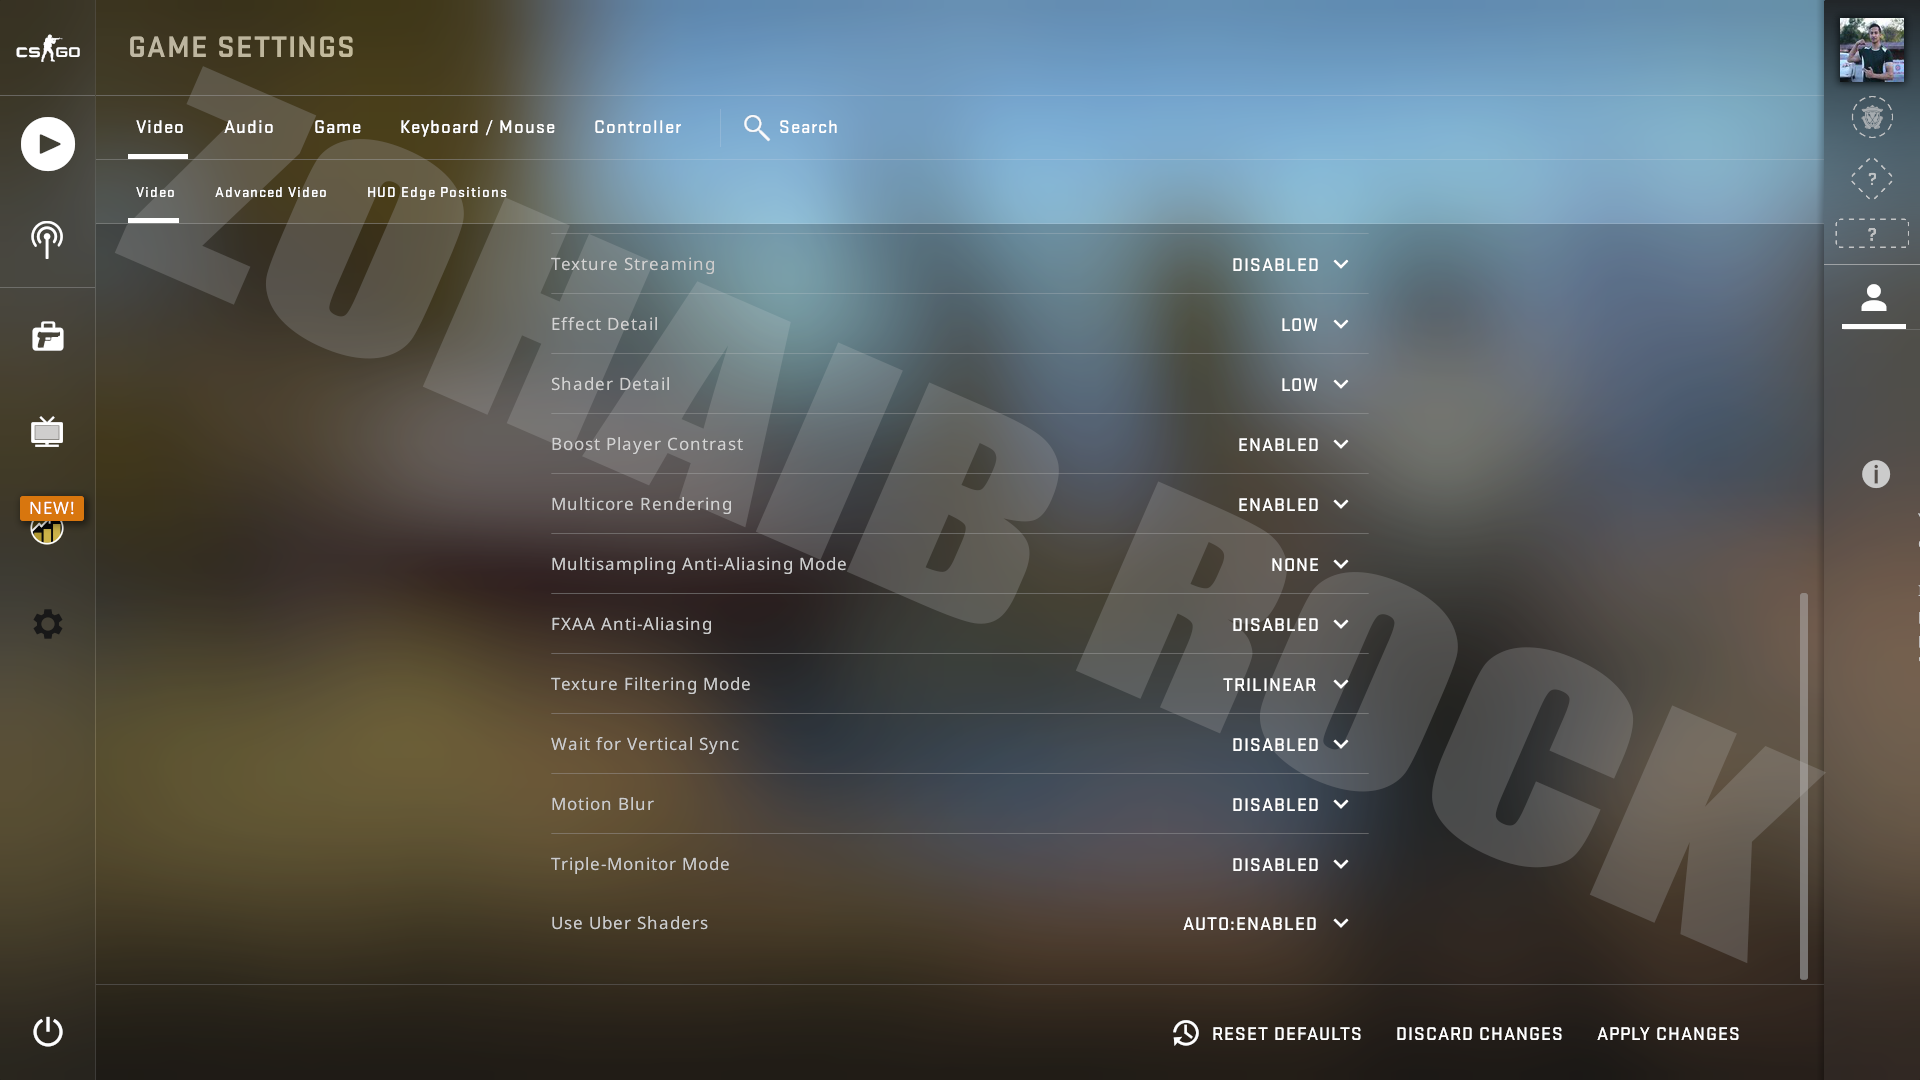 CS GO
GAME SETTINGS
Video
Audio
Game
Keyboard / Mouse
Controller
Search
Video
Advanced Video
HUD Edge Positions
Texture Streaming DISABLED
Effect Detail LOW
Shader Detail LOW
Boost Player Contrast ENABLED
Multicore Rendering ENABLED
Multisampling Anti-Aliasing Mode NONE
FXAA Anti-Aliasing DISABLED
Texture Filtering Mode TRILINEAR
Wait for Vertical Sync DISABLED
Motion Blur DISABLED
Triple-Monitor Mode DISABLED
Use Uber Shaders AUTO:ENABLED
RESET DEFAULTS
DISCARD CHANGES
APPLY CHANGES
NEW!
?
?
ZOHAIB ROCK